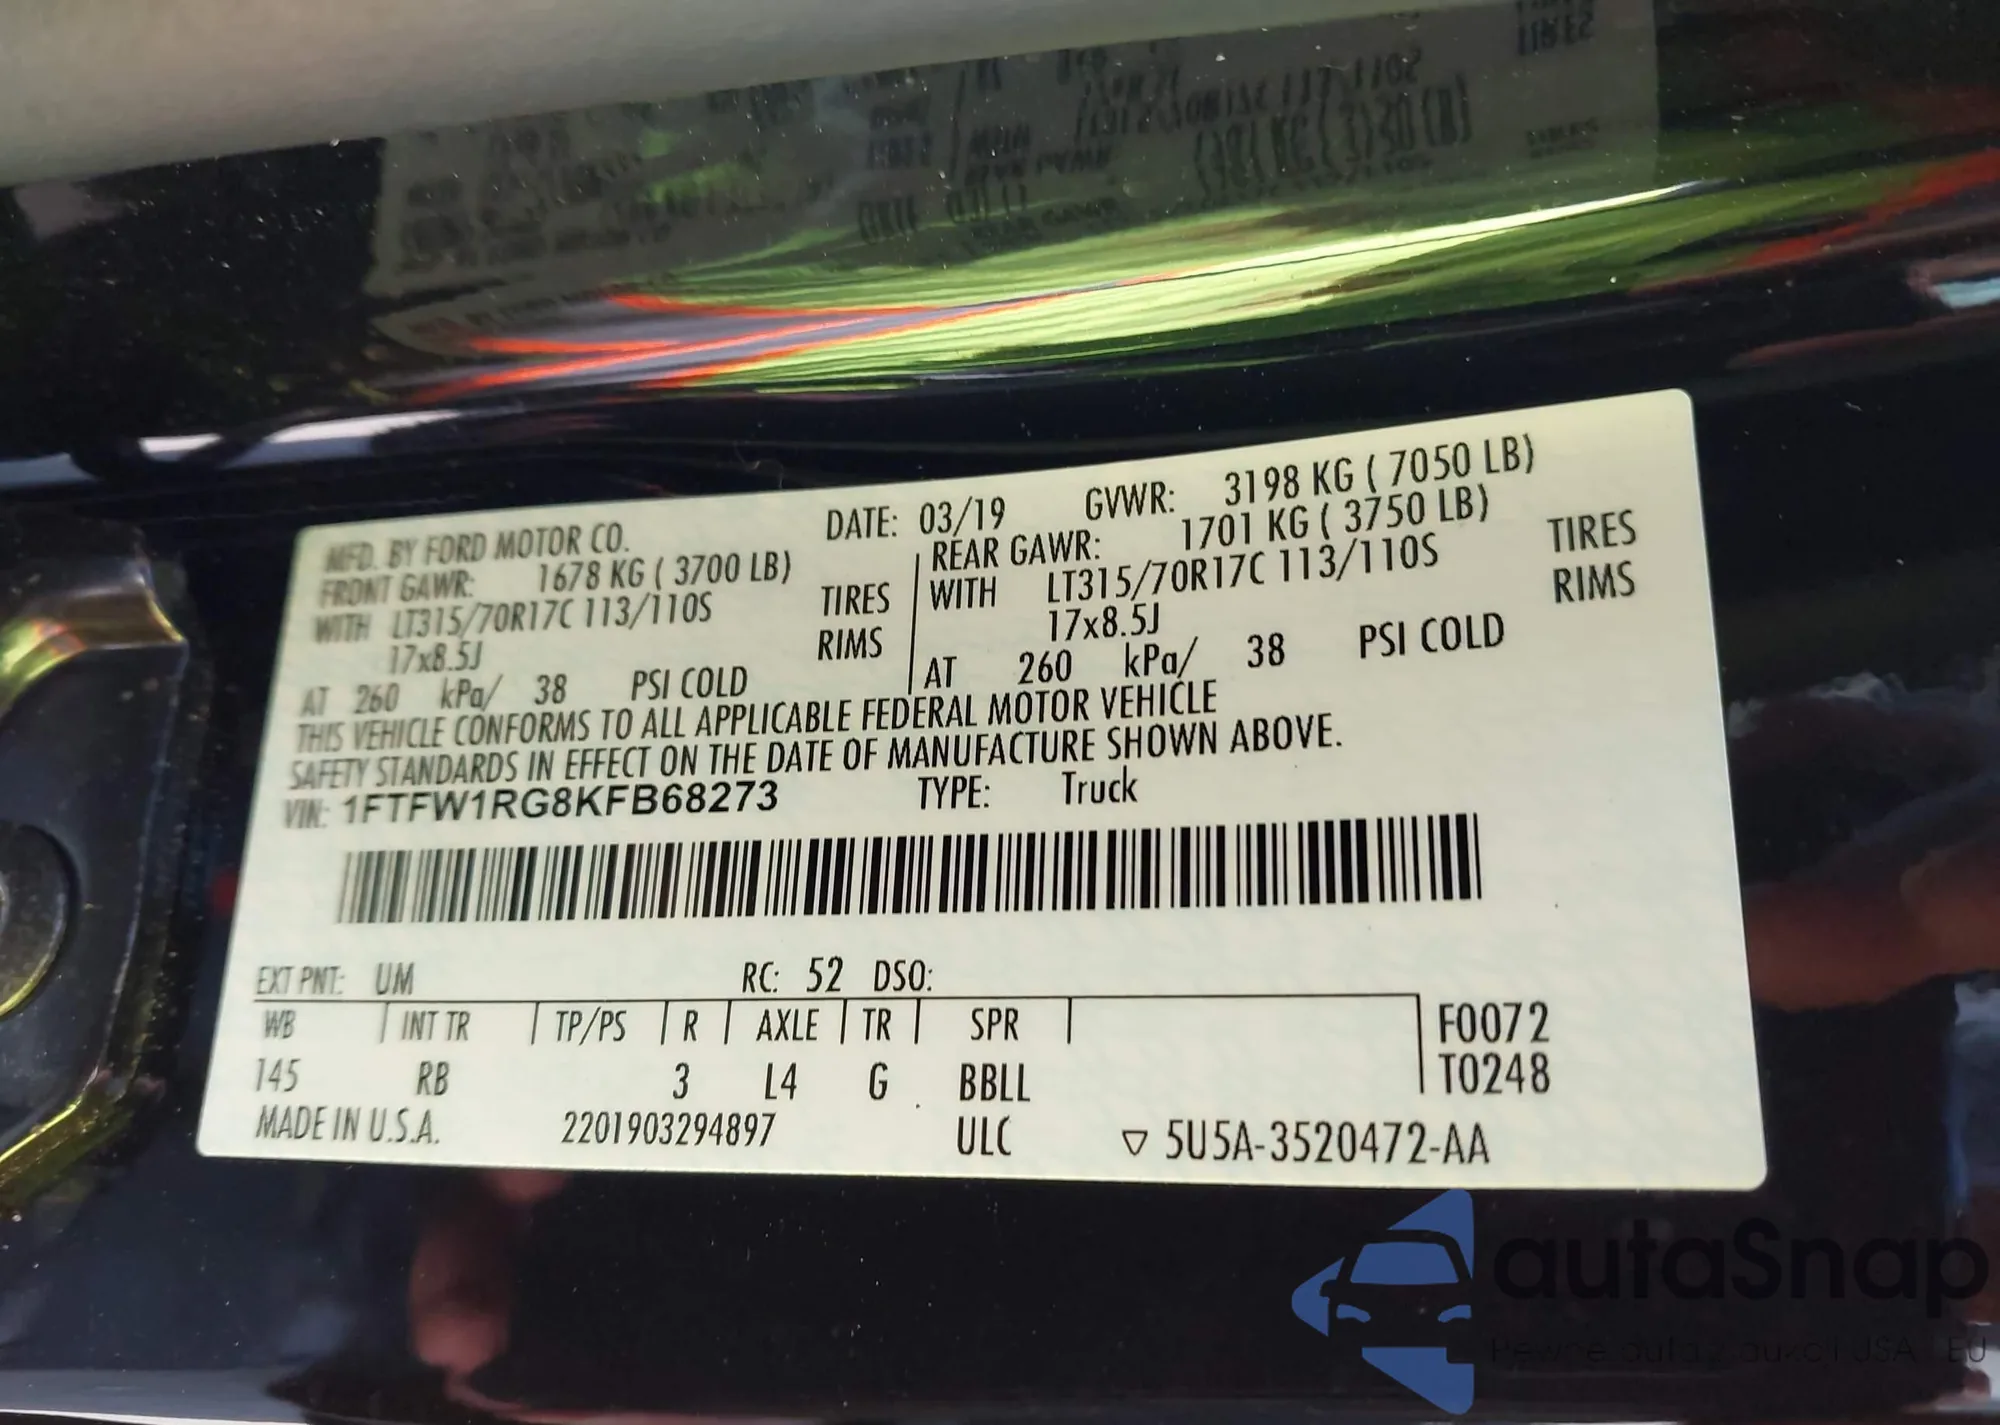 MFD. BY FORD MOTOR CO. DATE: 03/19 GVWR: 3198 KG ( 7050 LB)
FRONT GAWR: 1678 KG ( 3700 LB) REAR GAWR: 1701 KG ( 3750 LB)
WITH LT315/70R17C 113/110S TIRES WITH LT315/70R17C 113/110S TIRES
17x8.5J RIMS 17x8.5J RIMS
AT 260 kPa/ 38 PSI COLD AT 260 kPa/ 38 PSI COLD
THIS VEHICLE CONFORMS TO ALL APPLICABLE FEDERAL MOTOR VEHICLE
SAFETY STANDARDS IN EFFECT ON THE DATE OF MANUFACTURE SHOWN ABOVE.
VIN: 1FTFW1RG8KFB68273 TYPE: Truck
EXT PNT: UM RC: 52 DSO:
WB INT TR TP/PS R AXLE TR SPR F0072
145 RB 3 L4 G BBLL T0248
MADE IN U.S.A. 2201903294897 ULC ▽ 5U5A-3520472-AA
autaSnap
USA EU